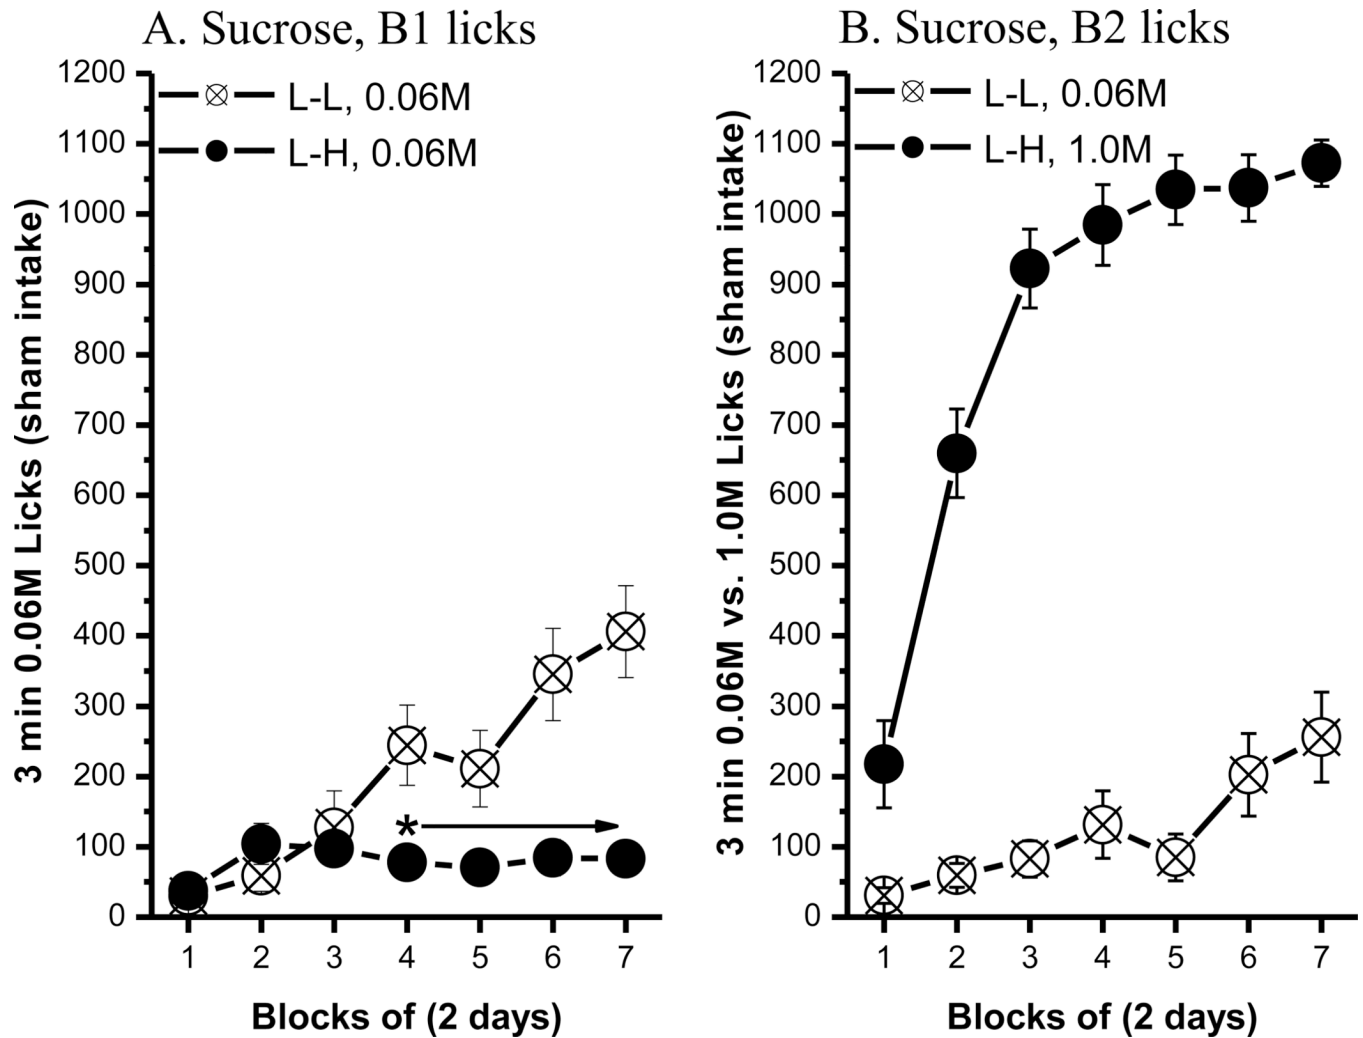 A. Sucrose, B1 licks
1200
1100
1000
900
800
700
600
500
400
300
200
100
0
L-L, 0.06M
L-H, 0.06M
*
3 min 0.06M Licks (sham intake)
1 2 3 4 5 6 7
Blocks of (2 days)
B. Sucrose, B2 licks
1200
1100
1000
900
800
700
600
500
400
300
200
100
0
L-L, 0.06M
L-H, 1.0M
3 min 0.06M vs. 1.0M Licks (sham intake)
1 2 3 4 5 6 7
Blocks of (2 days)